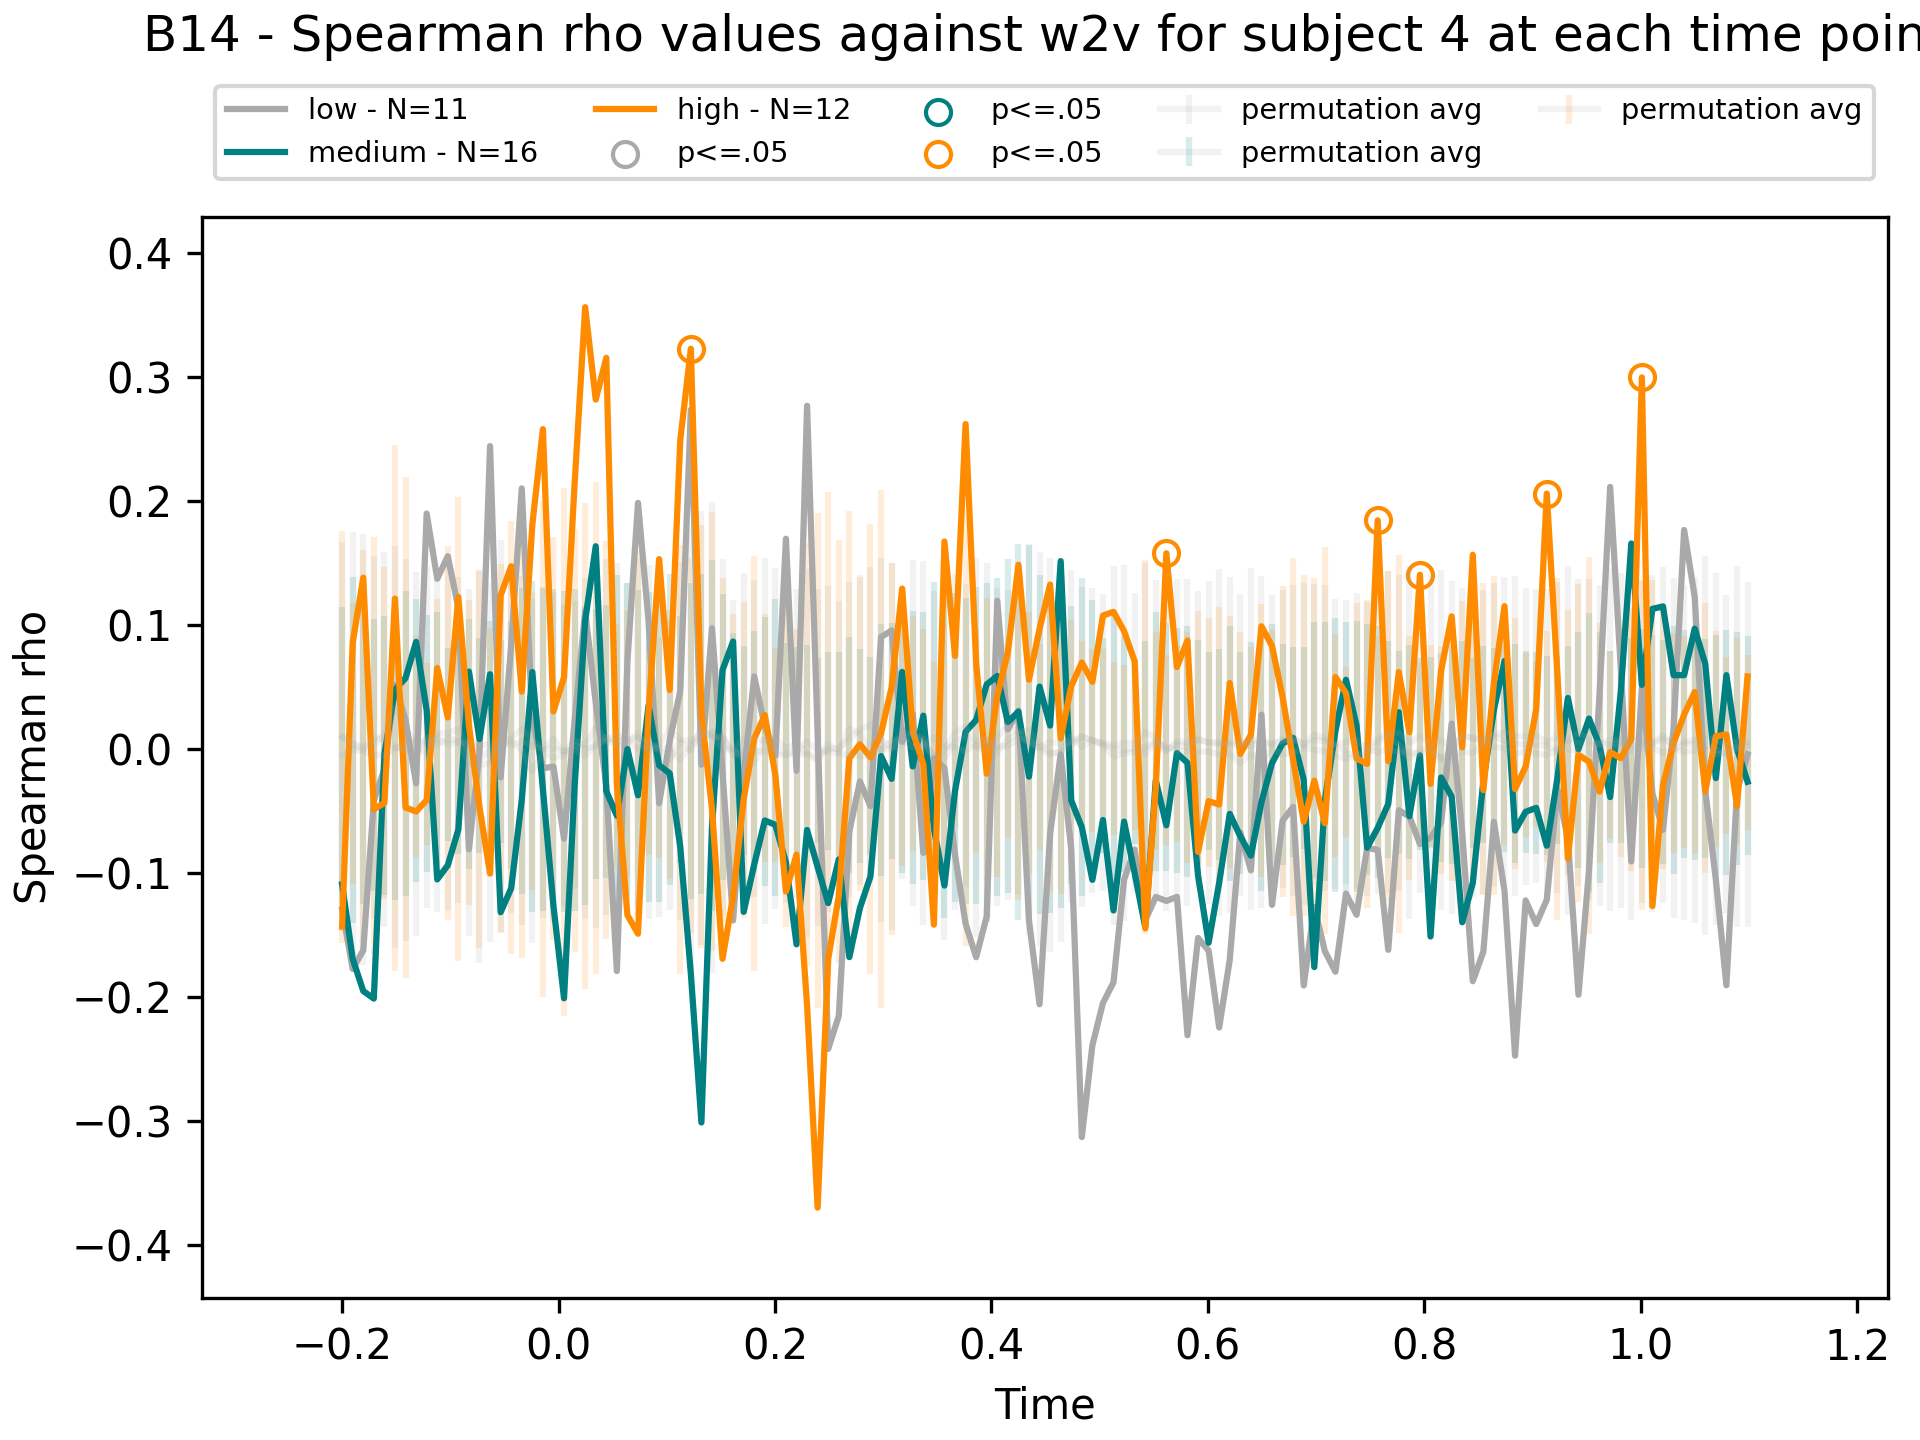 B14 - Spearman rho values against w2v for subject 4 at each time poin
low - N=11 high - N=12 p<=.05 permutation avg permutation avg
medium - N=16 p<=.05 p<=.05 permutation avg
0.4
0.3
0.2
0.1
0.0
−0.1
−0.2
−0.3
−0.4
Spearman rho
−0.2 0.0 0.2 0.4 0.6 0.8 1.0 1.2
Time